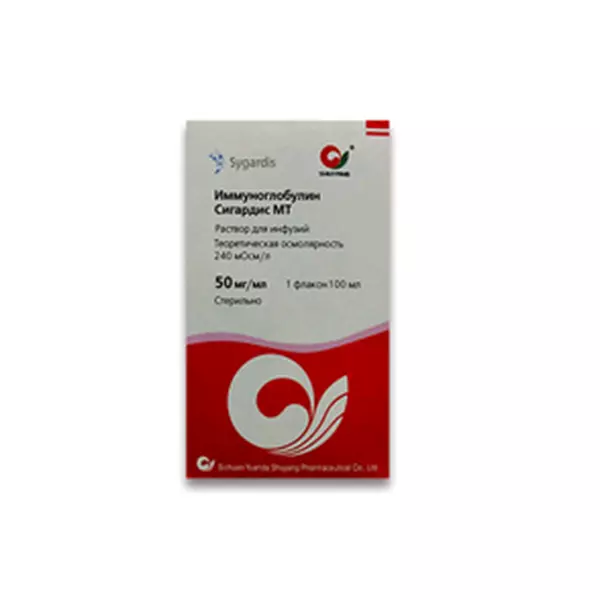 Sygardis
Иммуноглобулин
Сигардис МТ
Раствор для инфузий
Теоретическая осмолярность
240 мОсм/л
50 мг/мл 1 флакон 100 мл
Стерильно
Sichuan Yuanda Shuyang Pharmaceutical Co., Ltd